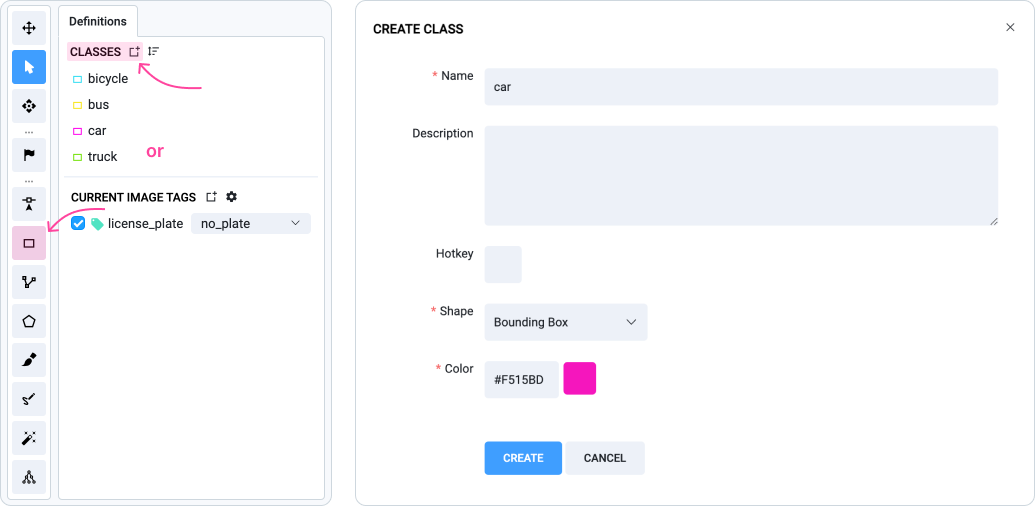 Definitions
CLASSES
bicycle
bus
car
truck
or
CURRENT IMAGE TAGS
license_plate no_plate
CREATE CLASS
* Name
car
Description
Hotkey
* Shape
Bounding Box
* Color
#F515BD
CREATE CANCEL